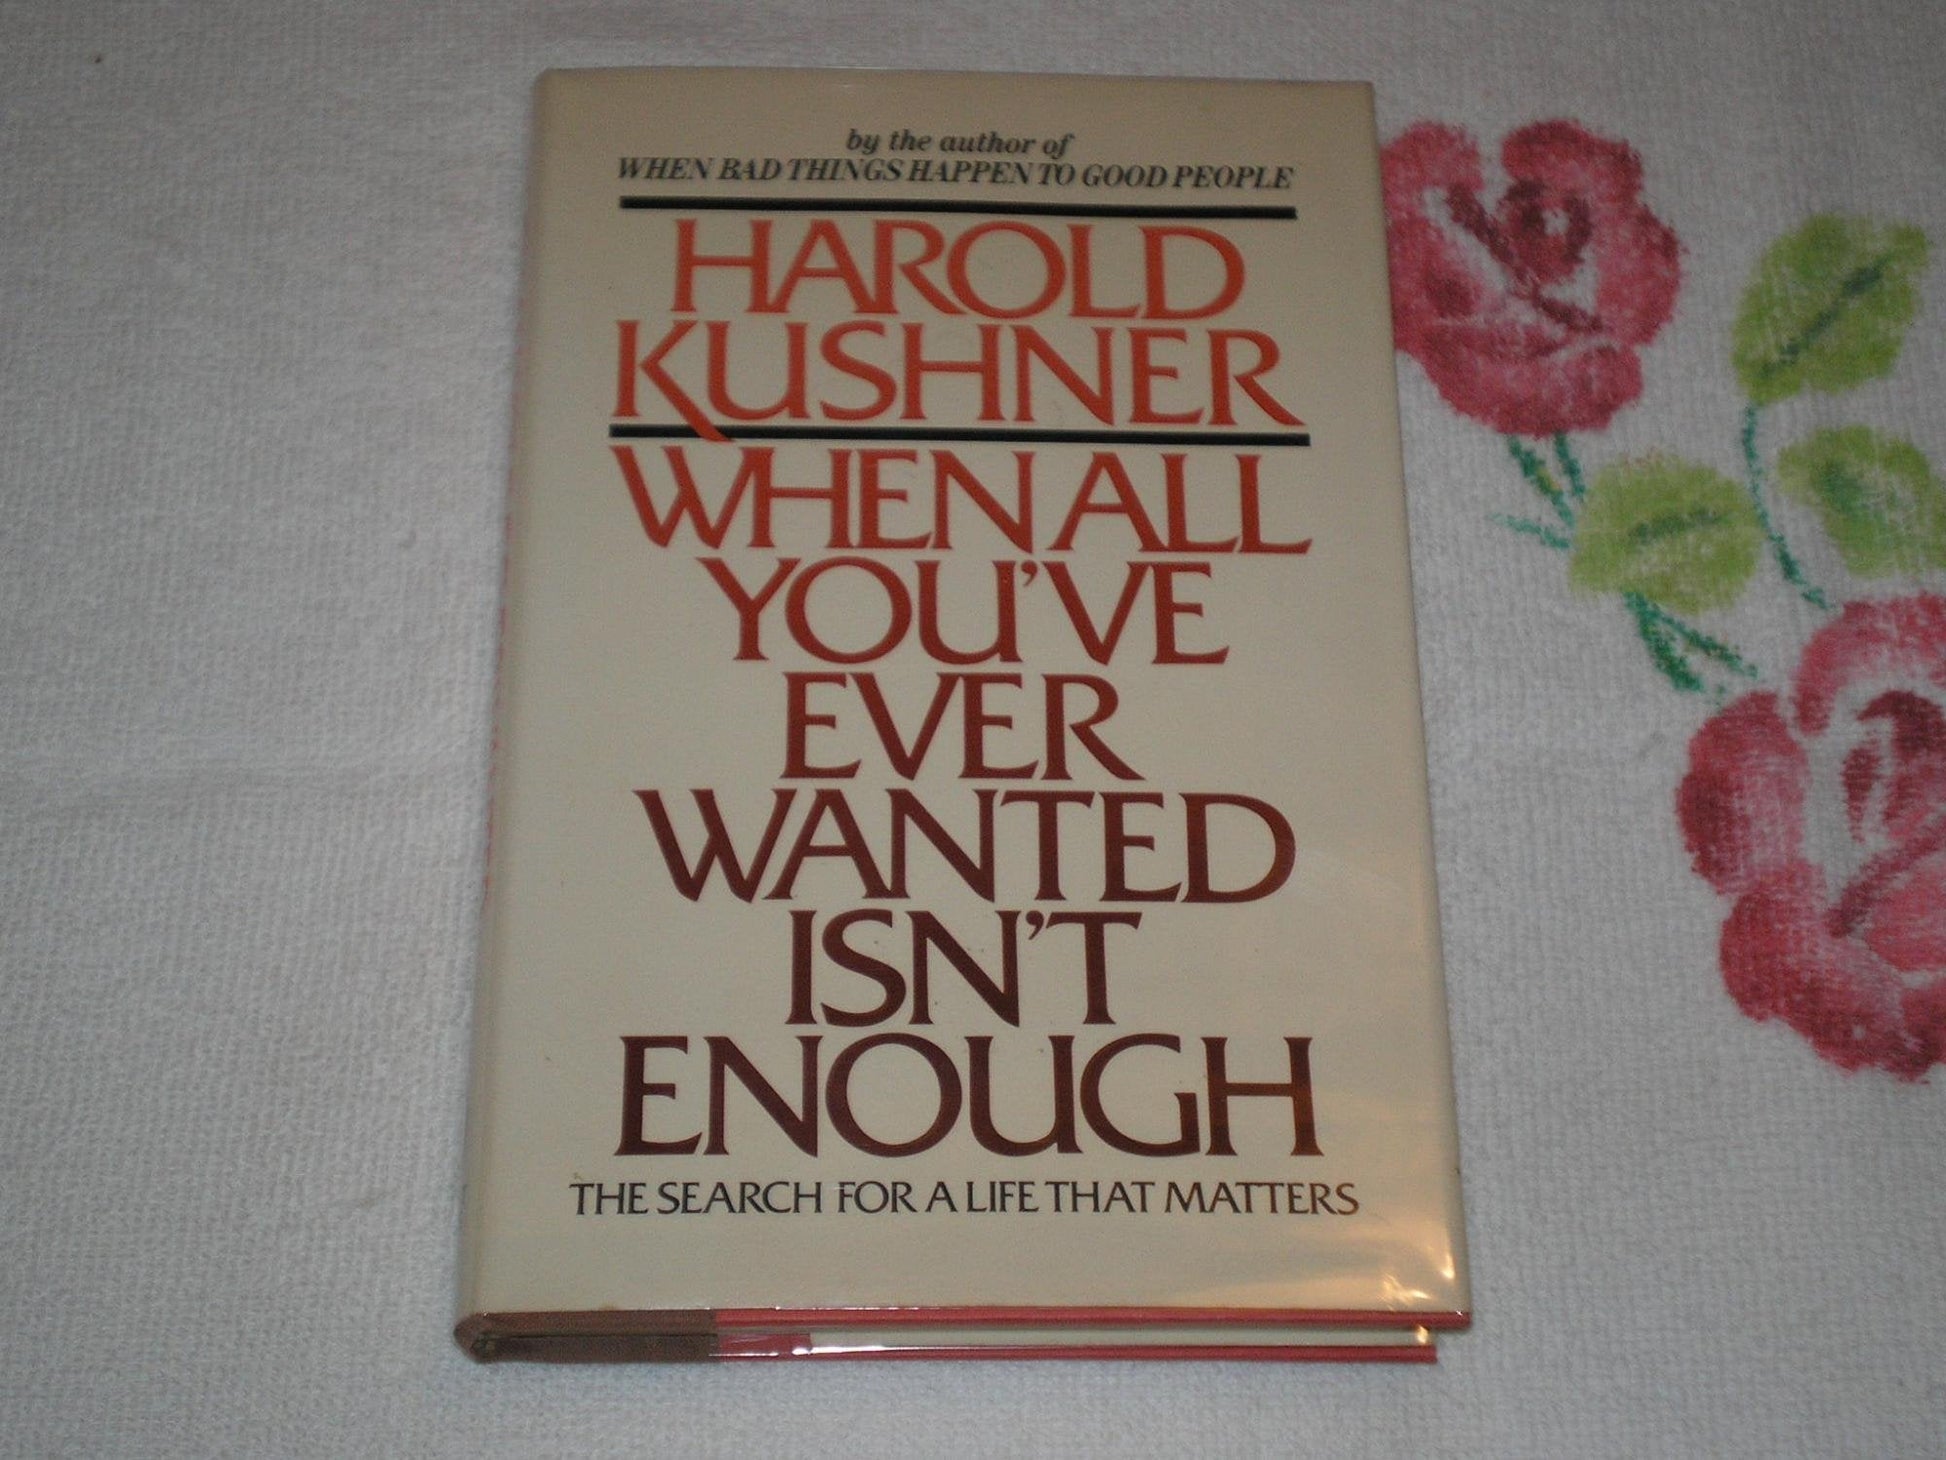 by the author of
WHEN BAD THINGS HAPPEN TO GOOD PEOPLE
HAROLD
KUSHNER
WHEN ALL
YOU'VE
EVER
WANTED
ISN'T
ENOUGH
THE SEARCH FOR A LIFE THAT MATTERS